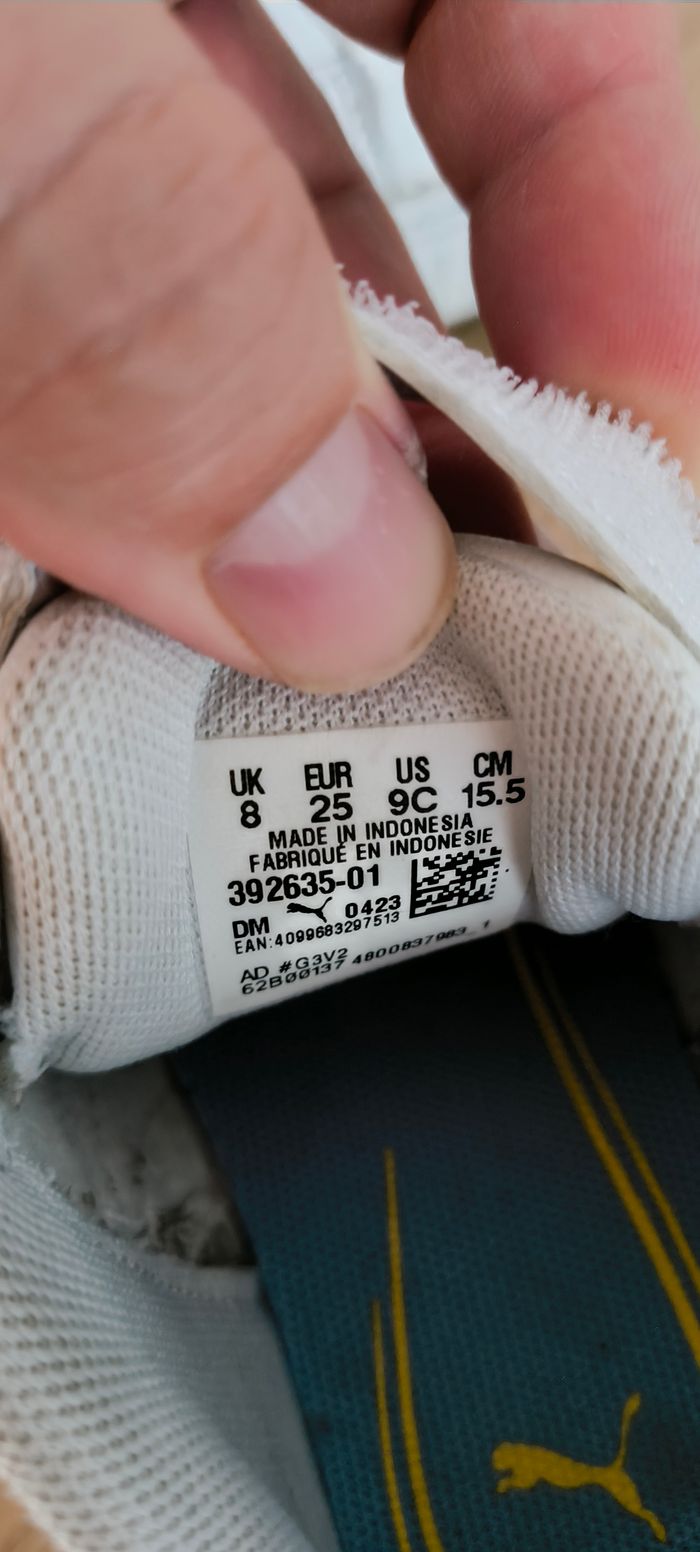 UK EUR US CM
8 25 9C 15.5
MADE IN INDONESIA
FABRIQUÉ EN INDONESIE
392635-01
DM 0423
EAN:4099683297513
AD #G3V2
62B00137 4800837983_1